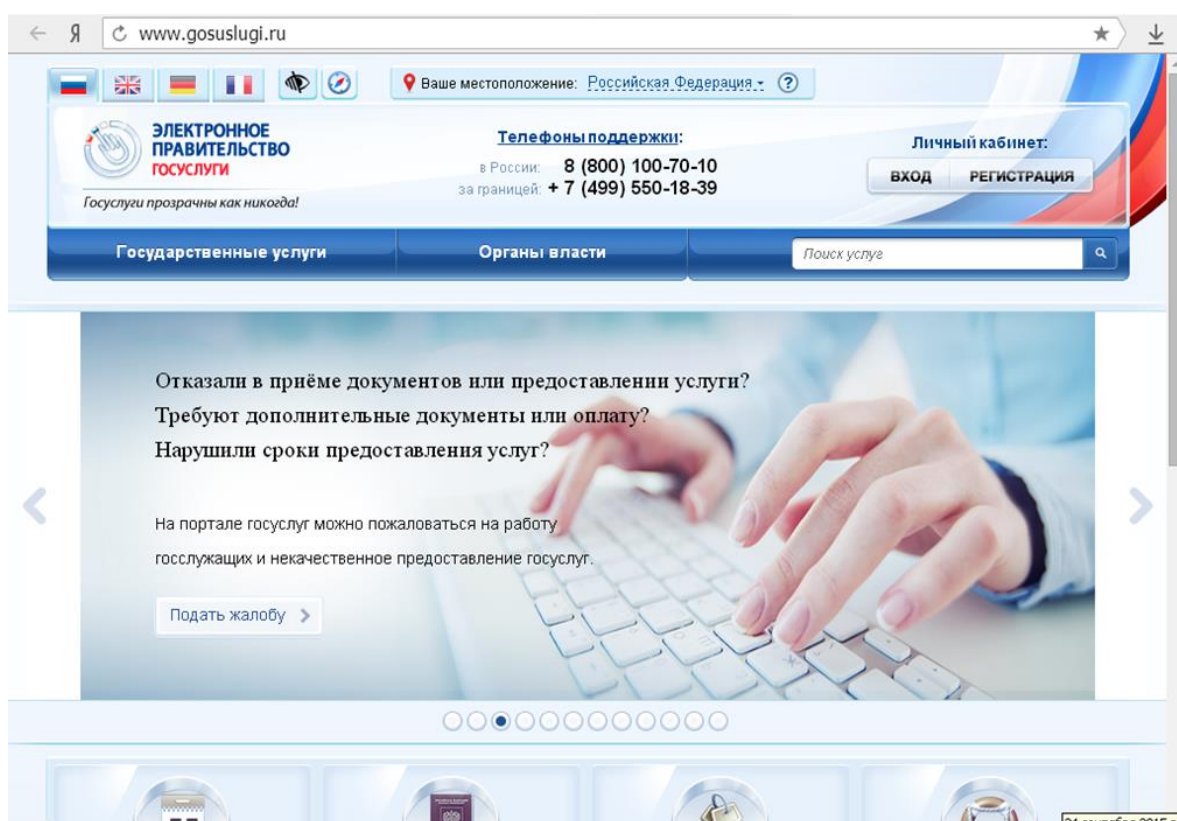 Я www.gosuslugi.ru
Ваше местоположение: Российская Федерация ?
ЭЛЕКТРОННОЕ
ПРАВИТЕЛЬСТВО
ГОСУСЛУГИ
Госуслуги прозрачны как никогда!
Телефоны поддержки:
в России: 8 (800) 100-70-10
за границей: + 7 (499) 550-18-39
Личный кабинет:
ВХОД РЕГИСТРАЦИЯ
Государственные услуги Органы власти Поиск услуг
Отказали в приёме документов или предоставлении услуги?
Требуют дополнительные документы или оплату?
Нарушили сроки предоставления услуг?
На портале госуслуг можно пожаловаться на работу
госслужащих и некачественное предоставление госуслуг.
Подать жалобу